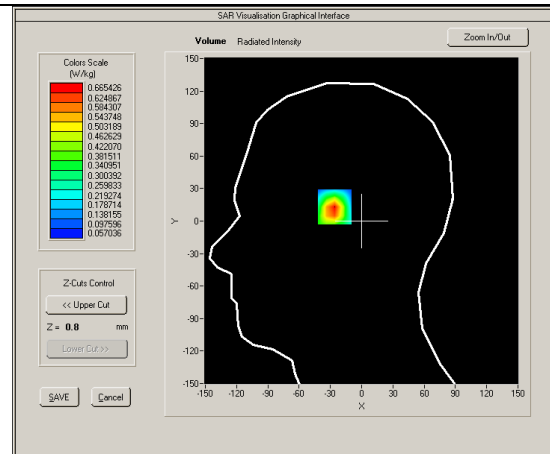 SAR Visualisation Graphical Interface
Volume Radiated Intensity
Zoom In/Out
Colors Scale
(W/kg)
0.665426
0.624867
0.584307
0.543748
0.503189
0.462629
0.422070
0.381511
0.340951
0.300392
0.259833
0.219274
0.178714
0.138155
0.097596
0.057036
Z-Cuts Control
<< Upper Cut
Z = 0.8 mm
Lower Cut >>
SAVE Cancel
150
120
90
60
30
0
-30
-60
-90
-120
-150
Y
-150 -120 -90 -60 -30 0 30 60 90 120 150
X